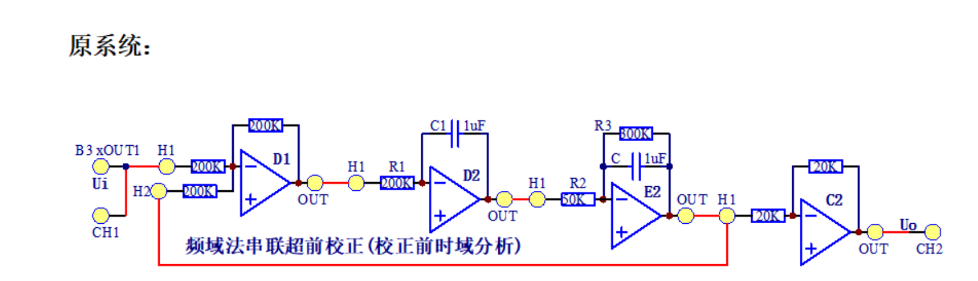 原系统:
200K
C1 1uF
R3
300K
B3 xOUT1 H1
200K
D1
H1 R1
200K
D2
H1 R2
50K
C 1uF
E2
OUT H1
20K
C2
Ui
H2
200K
OUT
OUT
20K
Uo
CH1
频域法串联超前校正(校正前时域分析)
OUT
CH2